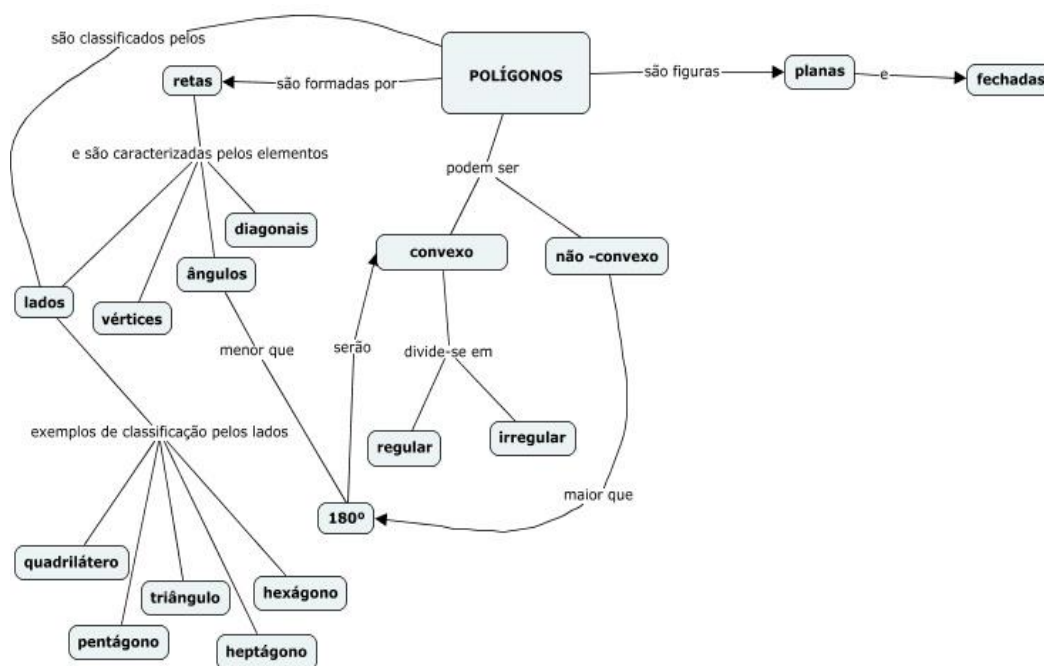 são classificados pelos
POLÍGONOS
retas
são formadas por
são figuras
planas
e
fechadas
e são caracterizadas pelos elementos
podem ser
diagonais
convexo
não -convexo
ângulos
lados
vértices
menor que
serão
divide-se em
exemplos de classificação pelos lados
regular
irregular
maior que
180º
quadrilátero
triângulo
hexágono
pentágono
heptágono